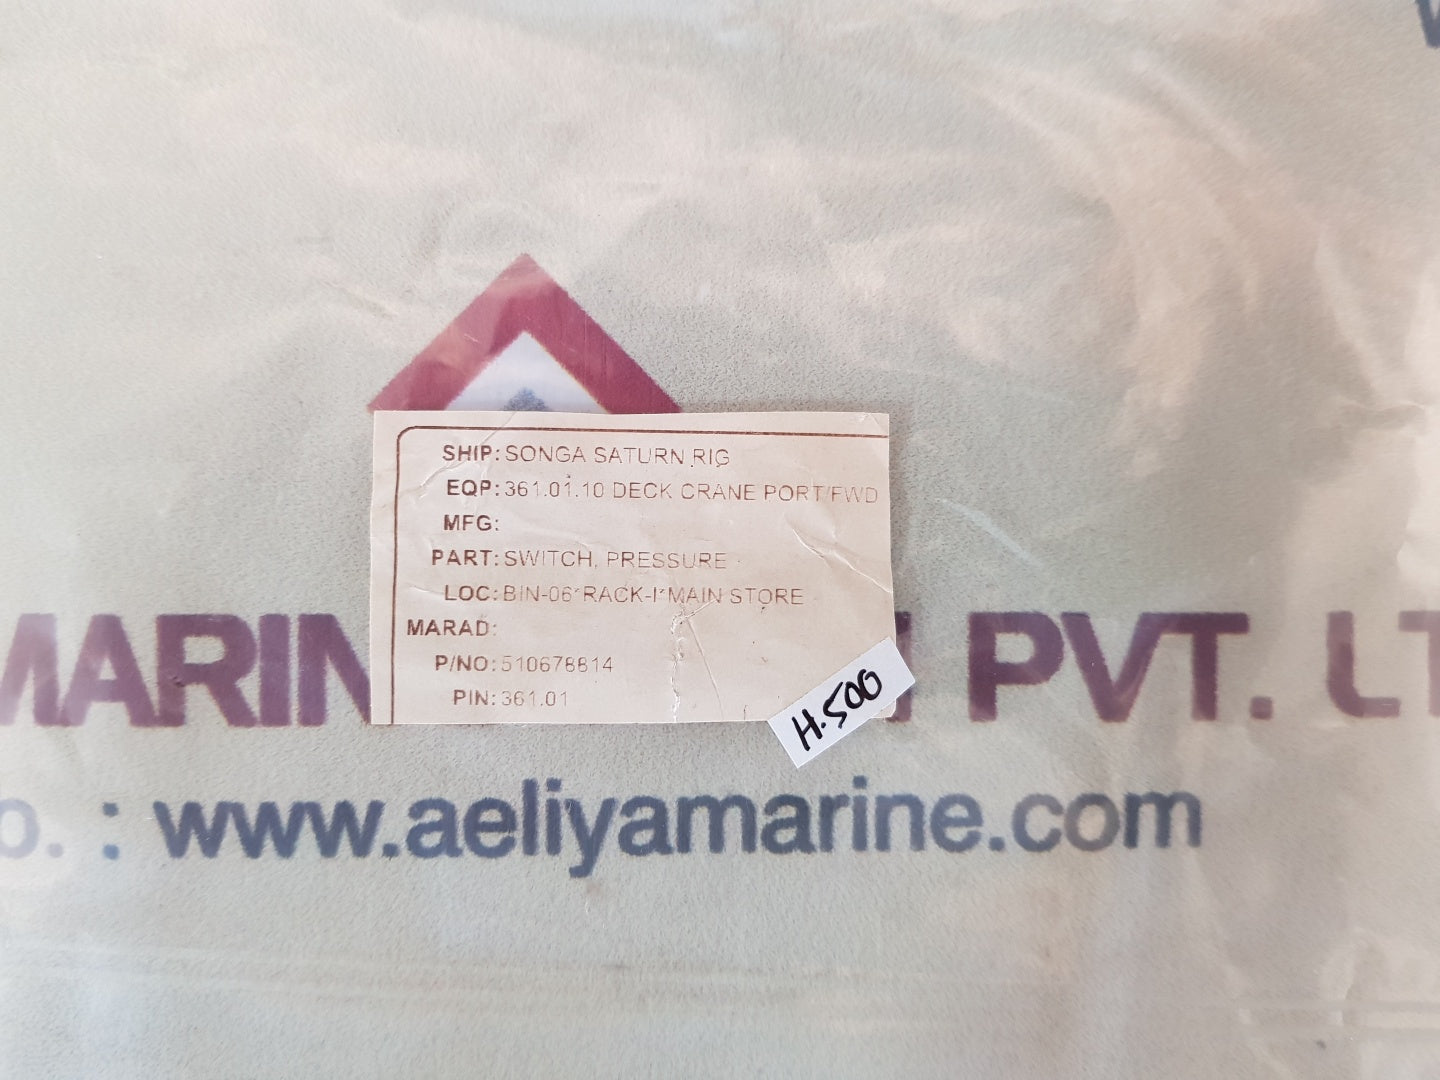 SHIP: SONGA SATURN RIG
EQP: 361.01.10 DECK CRANE PORT/FWD
MFG:
PART: SWITCH, PRESSURE
LOC: BIN-06*RACK-I*MAIN STORE
MARAD:
P/NO: 510678814
PIN: 361.01
H.500
MARIN PVT. LT
www.aeliyamarine.com